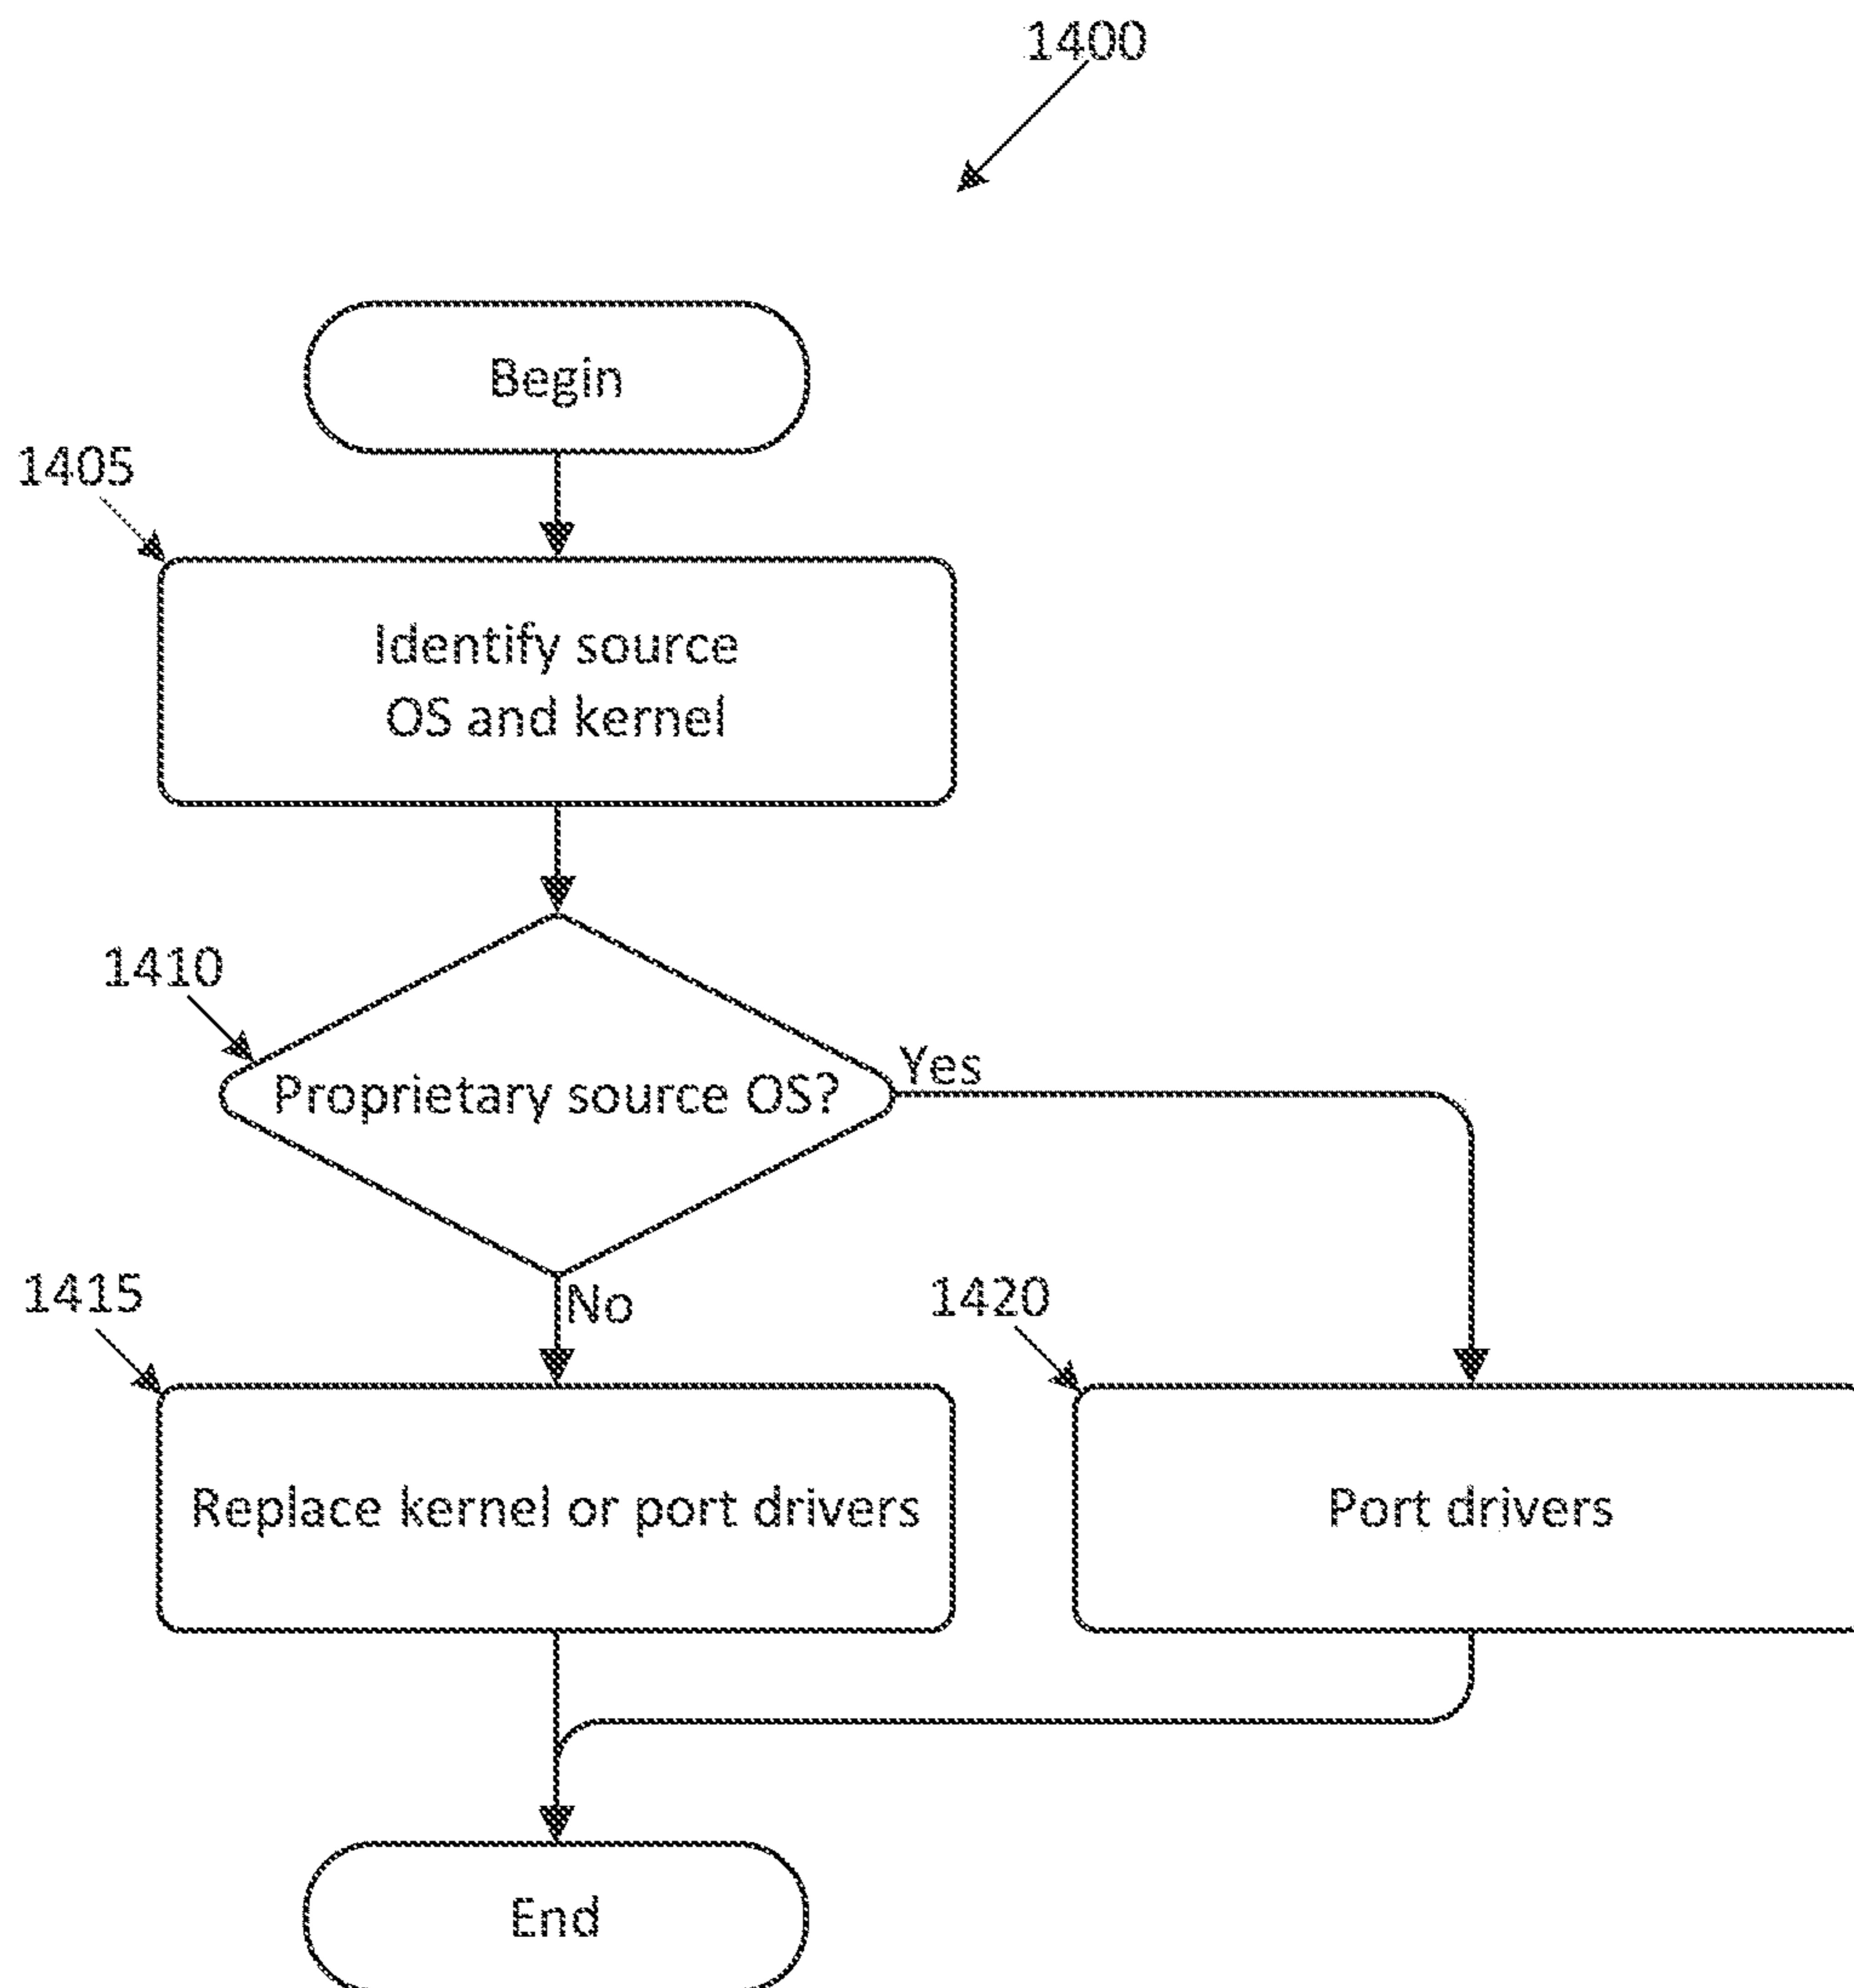 1400
Begin
1405
Identify source
OS and kernel
1410
Proprietary source OS?
Yes
No
1415
Replace kernel or port drivers
1420
Port drivers
End